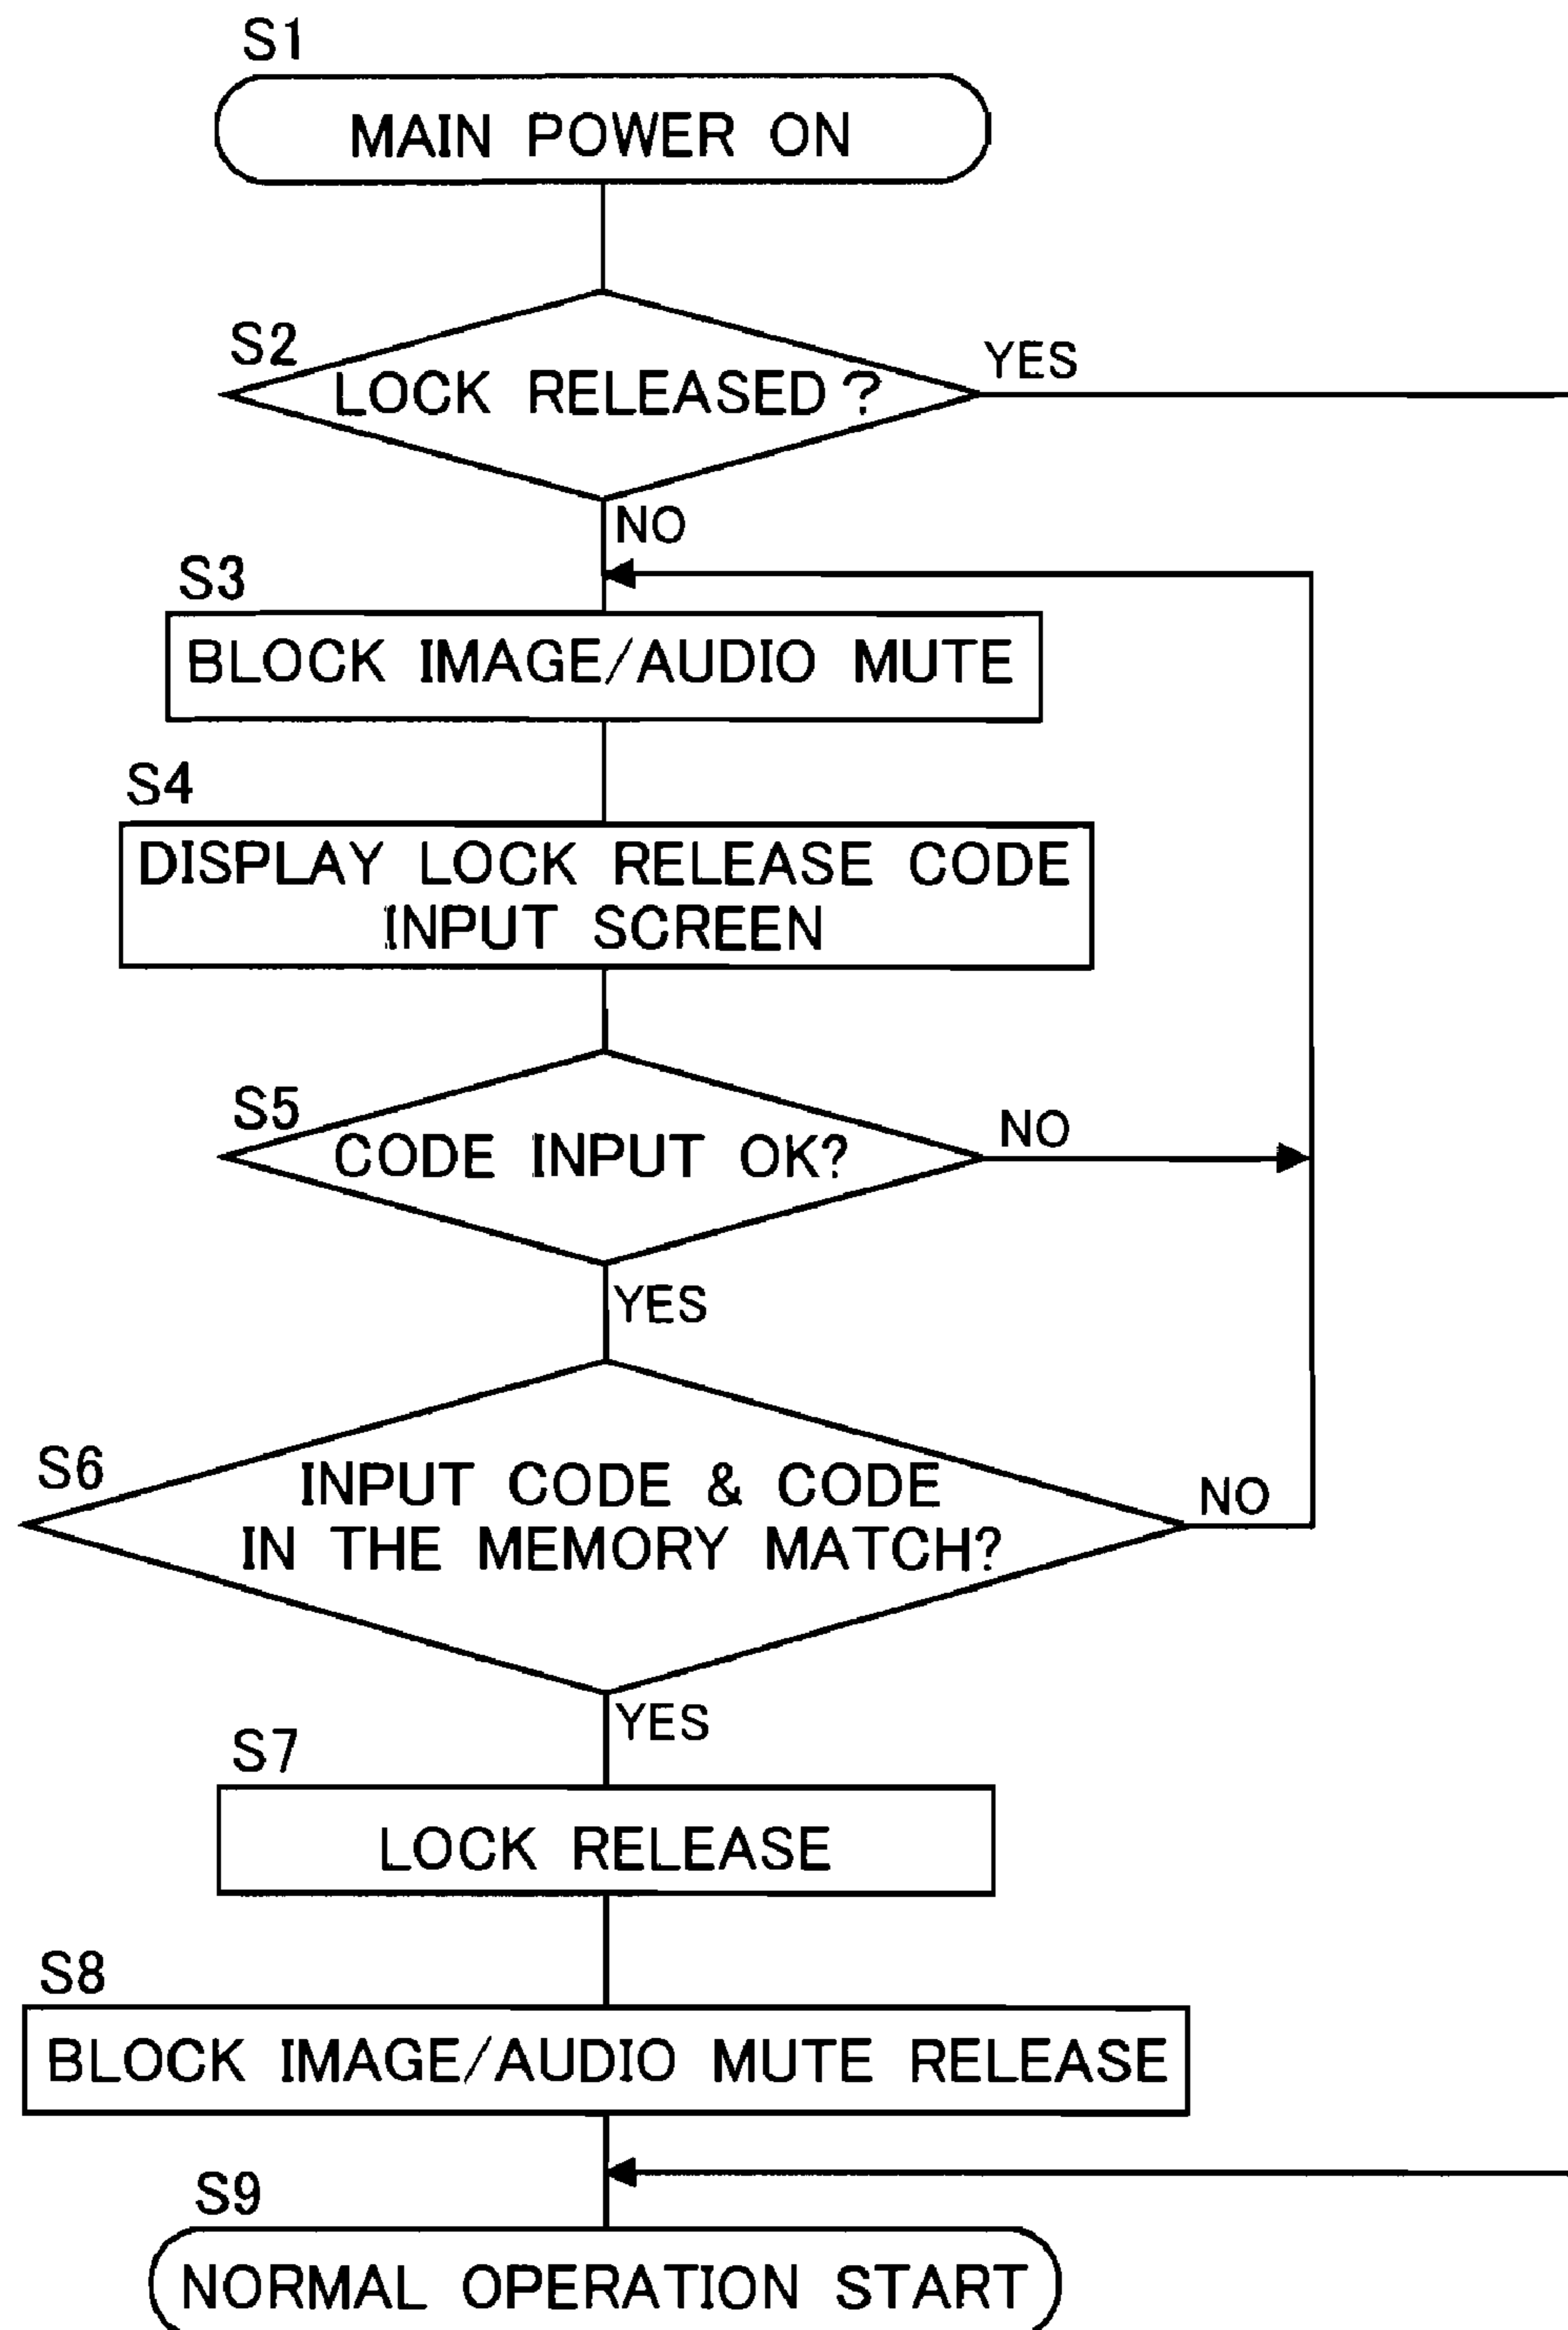 S1
MAIN POWER ON
S2
LOCK RELEASED?
YES
NO
S3
BLOCK IMAGE/AUDIO MUTE
S4
DISPLAY LOCK RELEASE CODE
INPUT SCREEN
S5
CODE INPUT OK?
NO
YES
S6
INPUT CODE & CODE
IN THE MEMORY MATCH?
NO
YES
S7
LOCK RELEASE
S8
BLOCK IMAGE/AUDIO MUTE RELEASE
S9
NORMAL OPERATION START